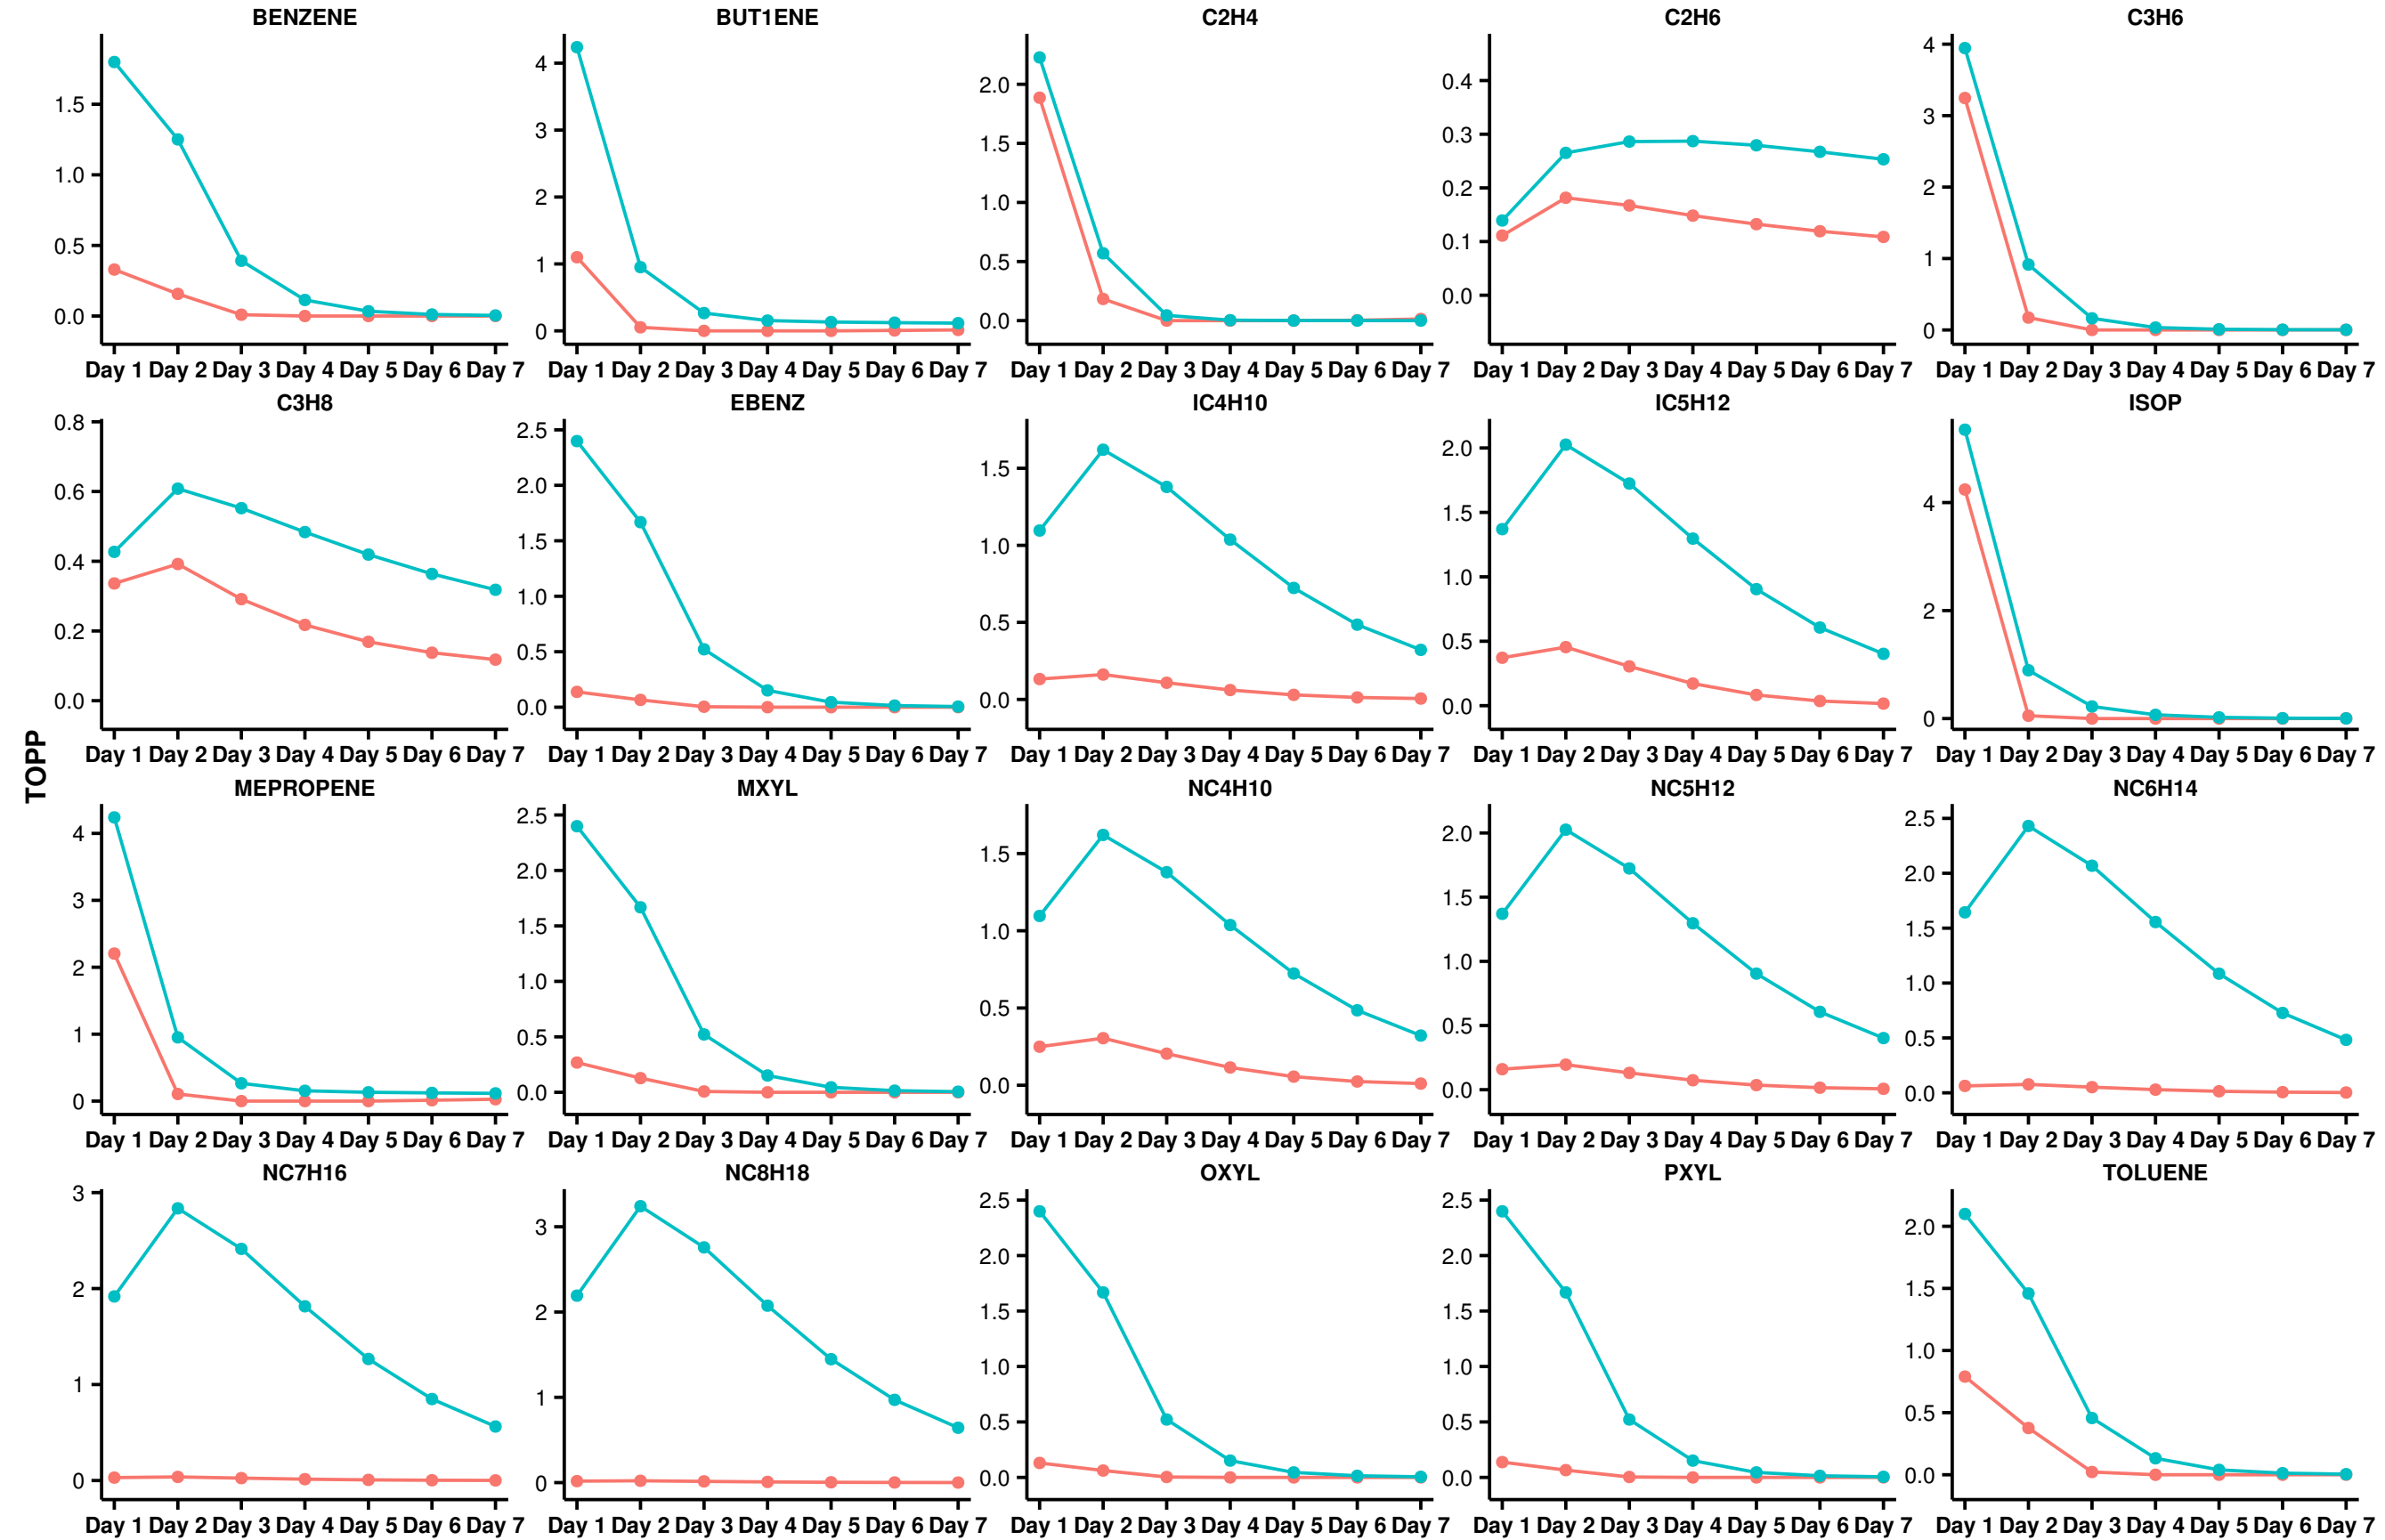 BENZENE BUT1ENE C2H4 C2H6 C3H6
1.5 1.0 0.5 0.0
4 3 2 1 0
2.0 1.5 1.0 0.5 0.0
0.4 0.3 0.2 0.1 0.0
4 3 2 1 0
Day 1 Day 2 Day 3 Day 4 Day 5 Day 6 Day 7 Day 1 Day 2 Day 3 Day 4 Day 5 Day 6 Day 7 Day 1 Day 2 Day 3 Day 4 Day 5 Day 6 Day 7 Day 1 Day 2 Day 3 Day 4 Day 5 Day 6 Day 7 Day 1 Day 2 Day 3 Day 4 Day 5 Day 6 Day 7
C3H8 EBENZ IC4H10 IC5H12 ISOP
0.8 0.6 0.4 0.2 0.0
2.5 2.0 1.5 1.0 0.5 0.0
1.5 1.0 0.5 0.0
2.0 1.5 1.0 0.5 0.0
4 2 0
Day 1 Day 2 Day 3 Day 4 Day 5 Day 6 Day 7 Day 1 Day 2 Day 3 Day 4 Day 5 Day 6 Day 7 Day 1 Day 2 Day 3 Day 4 Day 5 Day 6 Day 7 Day 1 Day 2 Day 3 Day 4 Day 5 Day 6 Day 7 Day 1 Day 2 Day 3 Day 4 Day 5 Day 6 Day 7
TOPP
MEPROPENE MXYL NC4H10 NC5H12 NC6H14
4 3 2 1 0
2.5 2.0 1.5 1.0 0.5 0.0
1.5 1.0 0.5 0.0
2.0 1.5 1.0 0.5 0.0
2.5 2.0 1.5 1.0 0.5 0.0
Day 1 Day 2 Day 3 Day 4 Day 5 Day 6 Day 7 Day 1 Day 2 Day 3 Day 4 Day 5 Day 6 Day 7 Day 1 Day 2 Day 3 Day 4 Day 5 Day 6 Day 7 Day 1 Day 2 Day 3 Day 4 Day 5 Day 6 Day 7 Day 1 Day 2 Day 3 Day 4 Day 5 Day 6 Day 7
NC7H16 NC8H18 OXYL PXYL TOLUENE
3 2 1 0
3 2 1 0
2.5 2.0 1.5 1.0 0.5 0.0
2.5 2.0 1.5 1.0 0.5 0.0
2.0 1.5 1.0 0.5 0.0
Day 1 Day 2 Day 3 Day 4 Day 5 Day 6 Day 7 Day 1 Day 2 Day 3 Day 4 Day 5 Day 6 Day 7 Day 1 Day 2 Day 3 Day 4 Day 5 Day 6 Day 7 Day 1 Day 2 Day 3 Day 4 Day 5 Day 6 Day 7 Day 1 Day 2 Day 3 Day 4 Day 5 Day 6 Day 7